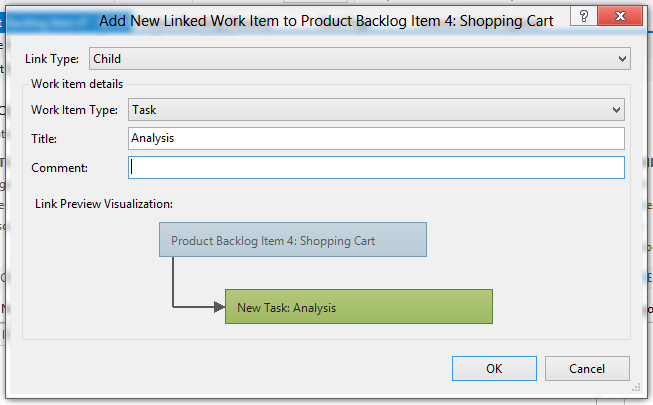 Add New Linked Work Item to Product Backlog Item 4: Shopping Cart
Link Type: Child
Work item details
Work Item Type: Task
Title: Analysis
Comment:
Link Preview Visualization:
Product Backlog Item 4: Shopping Cart
New Task: Analysis
OK Cancel